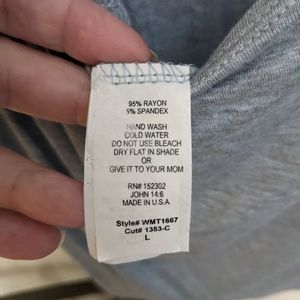 95% RAYON
5% SPANDEX
HAND WASH
COLD WATER
DO NOT USE BLEACH
DRY FLAT IN SHADE
OR
GIVE IT TO YOUR MOM
RN# 152302
JOHN 14:6
MADE IN U.S.A.
Style# WMT1667
Cut# 1353-C
L